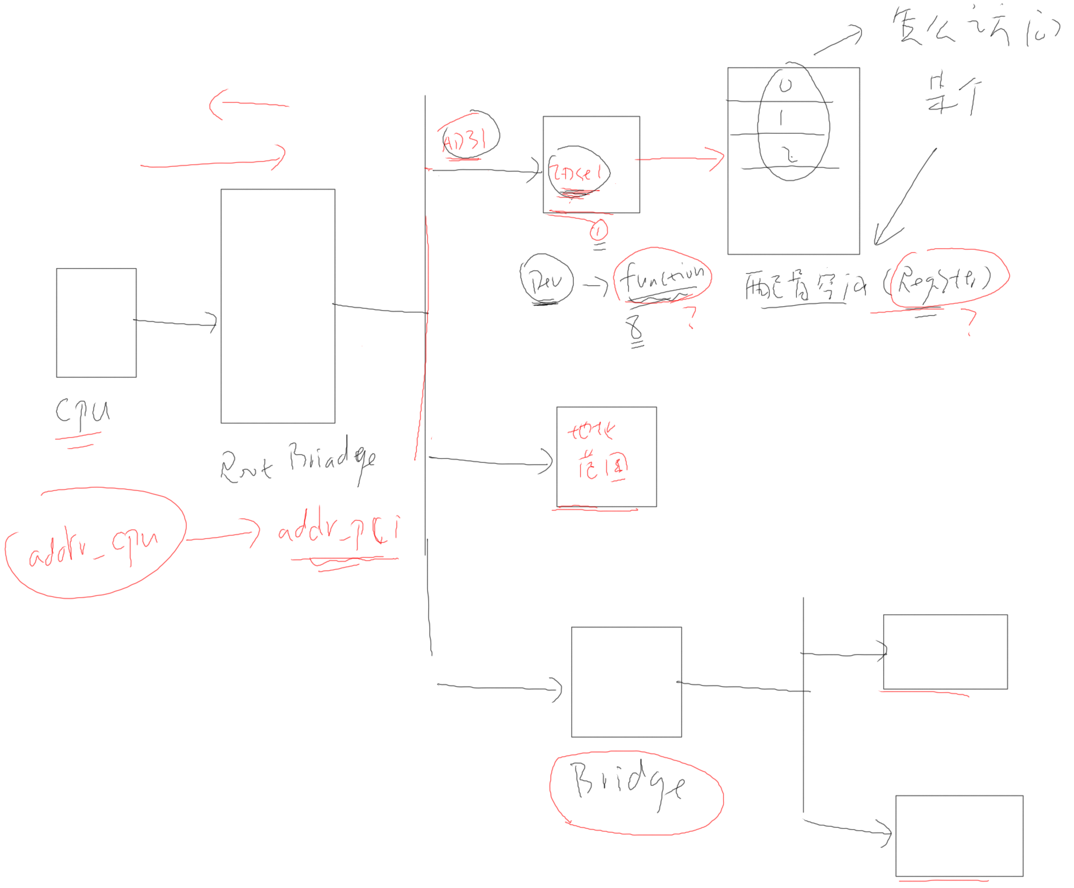 怎么访问
某个
0
1
2
AD31
IDSel
①
Dev
function
8
?
配置空间 (Register)
?
CPU
Root Briadge
addr_cpu
addr_pci
地址
范围
Bridge